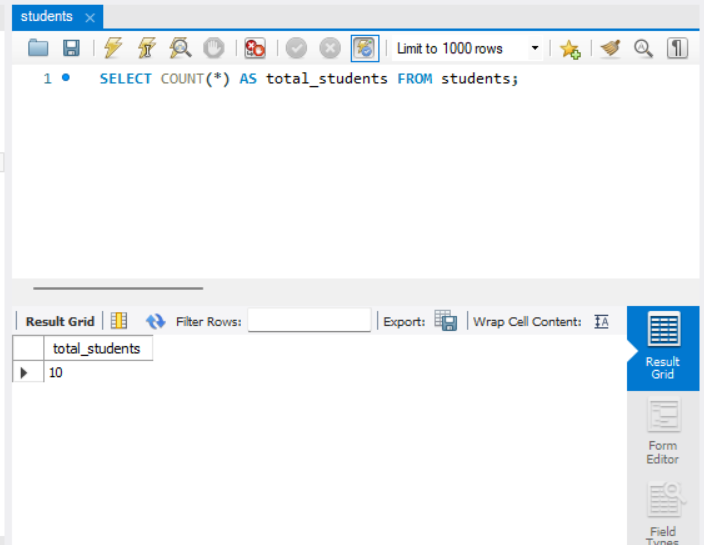 students
Limit to 1000 rows
1 SELECT COUNT(*) AS total_students FROM students;
Result Grid Filter Rows: Export: Wrap Cell Content:
total_students
10
Result
Grid
Form
Editor
Field
Types